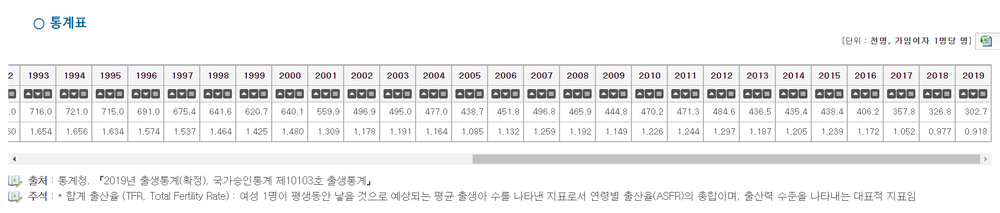 ○ 통계표
[단위 : 천명, 가임여자 1명당 명]
2 1993 1994 1995 1996 1997 1998 1999 2000 2001 2002 2003 2004 2005 2006 2007 2008 2009 2010 2011 2012 2013 2014 2015 2016 2017 2018 2019
.0 716.0 721.0 715.0 691.0 675.4 641.6 620.7 640.1 559.9 496.9 495.0 477.0 438.7 451.8 496.8 465.9 444.8 470.2 471.3 484.6 436.5 435.4 438.4 406.2 357.8 326.8 302.7
60 1.654 1.656 1.634 1.574 1.537 1.464 1.425 1.480 1.309 1.178 1.191 1.164 1.085 1.132 1.259 1.192 1.149 1.226 1.244 1.297 1.187 1.205 1.239 1.172 1.052 0.977 0.918
출처 : 통계청, 「2019년 출생통계(확정), 국가승인통계 제10103호 출생통계」
주석 : * 합계 출산율 (TFR, Total Fertility Rate) : 여성 1명이 평생동안 낳을 것으로 예상되는 평균 출생아 수를 나타낸 지표로서 연령별 출산율(ASFR)의 총합이며, 출산력 수준을 나타내는 대표적 지표임